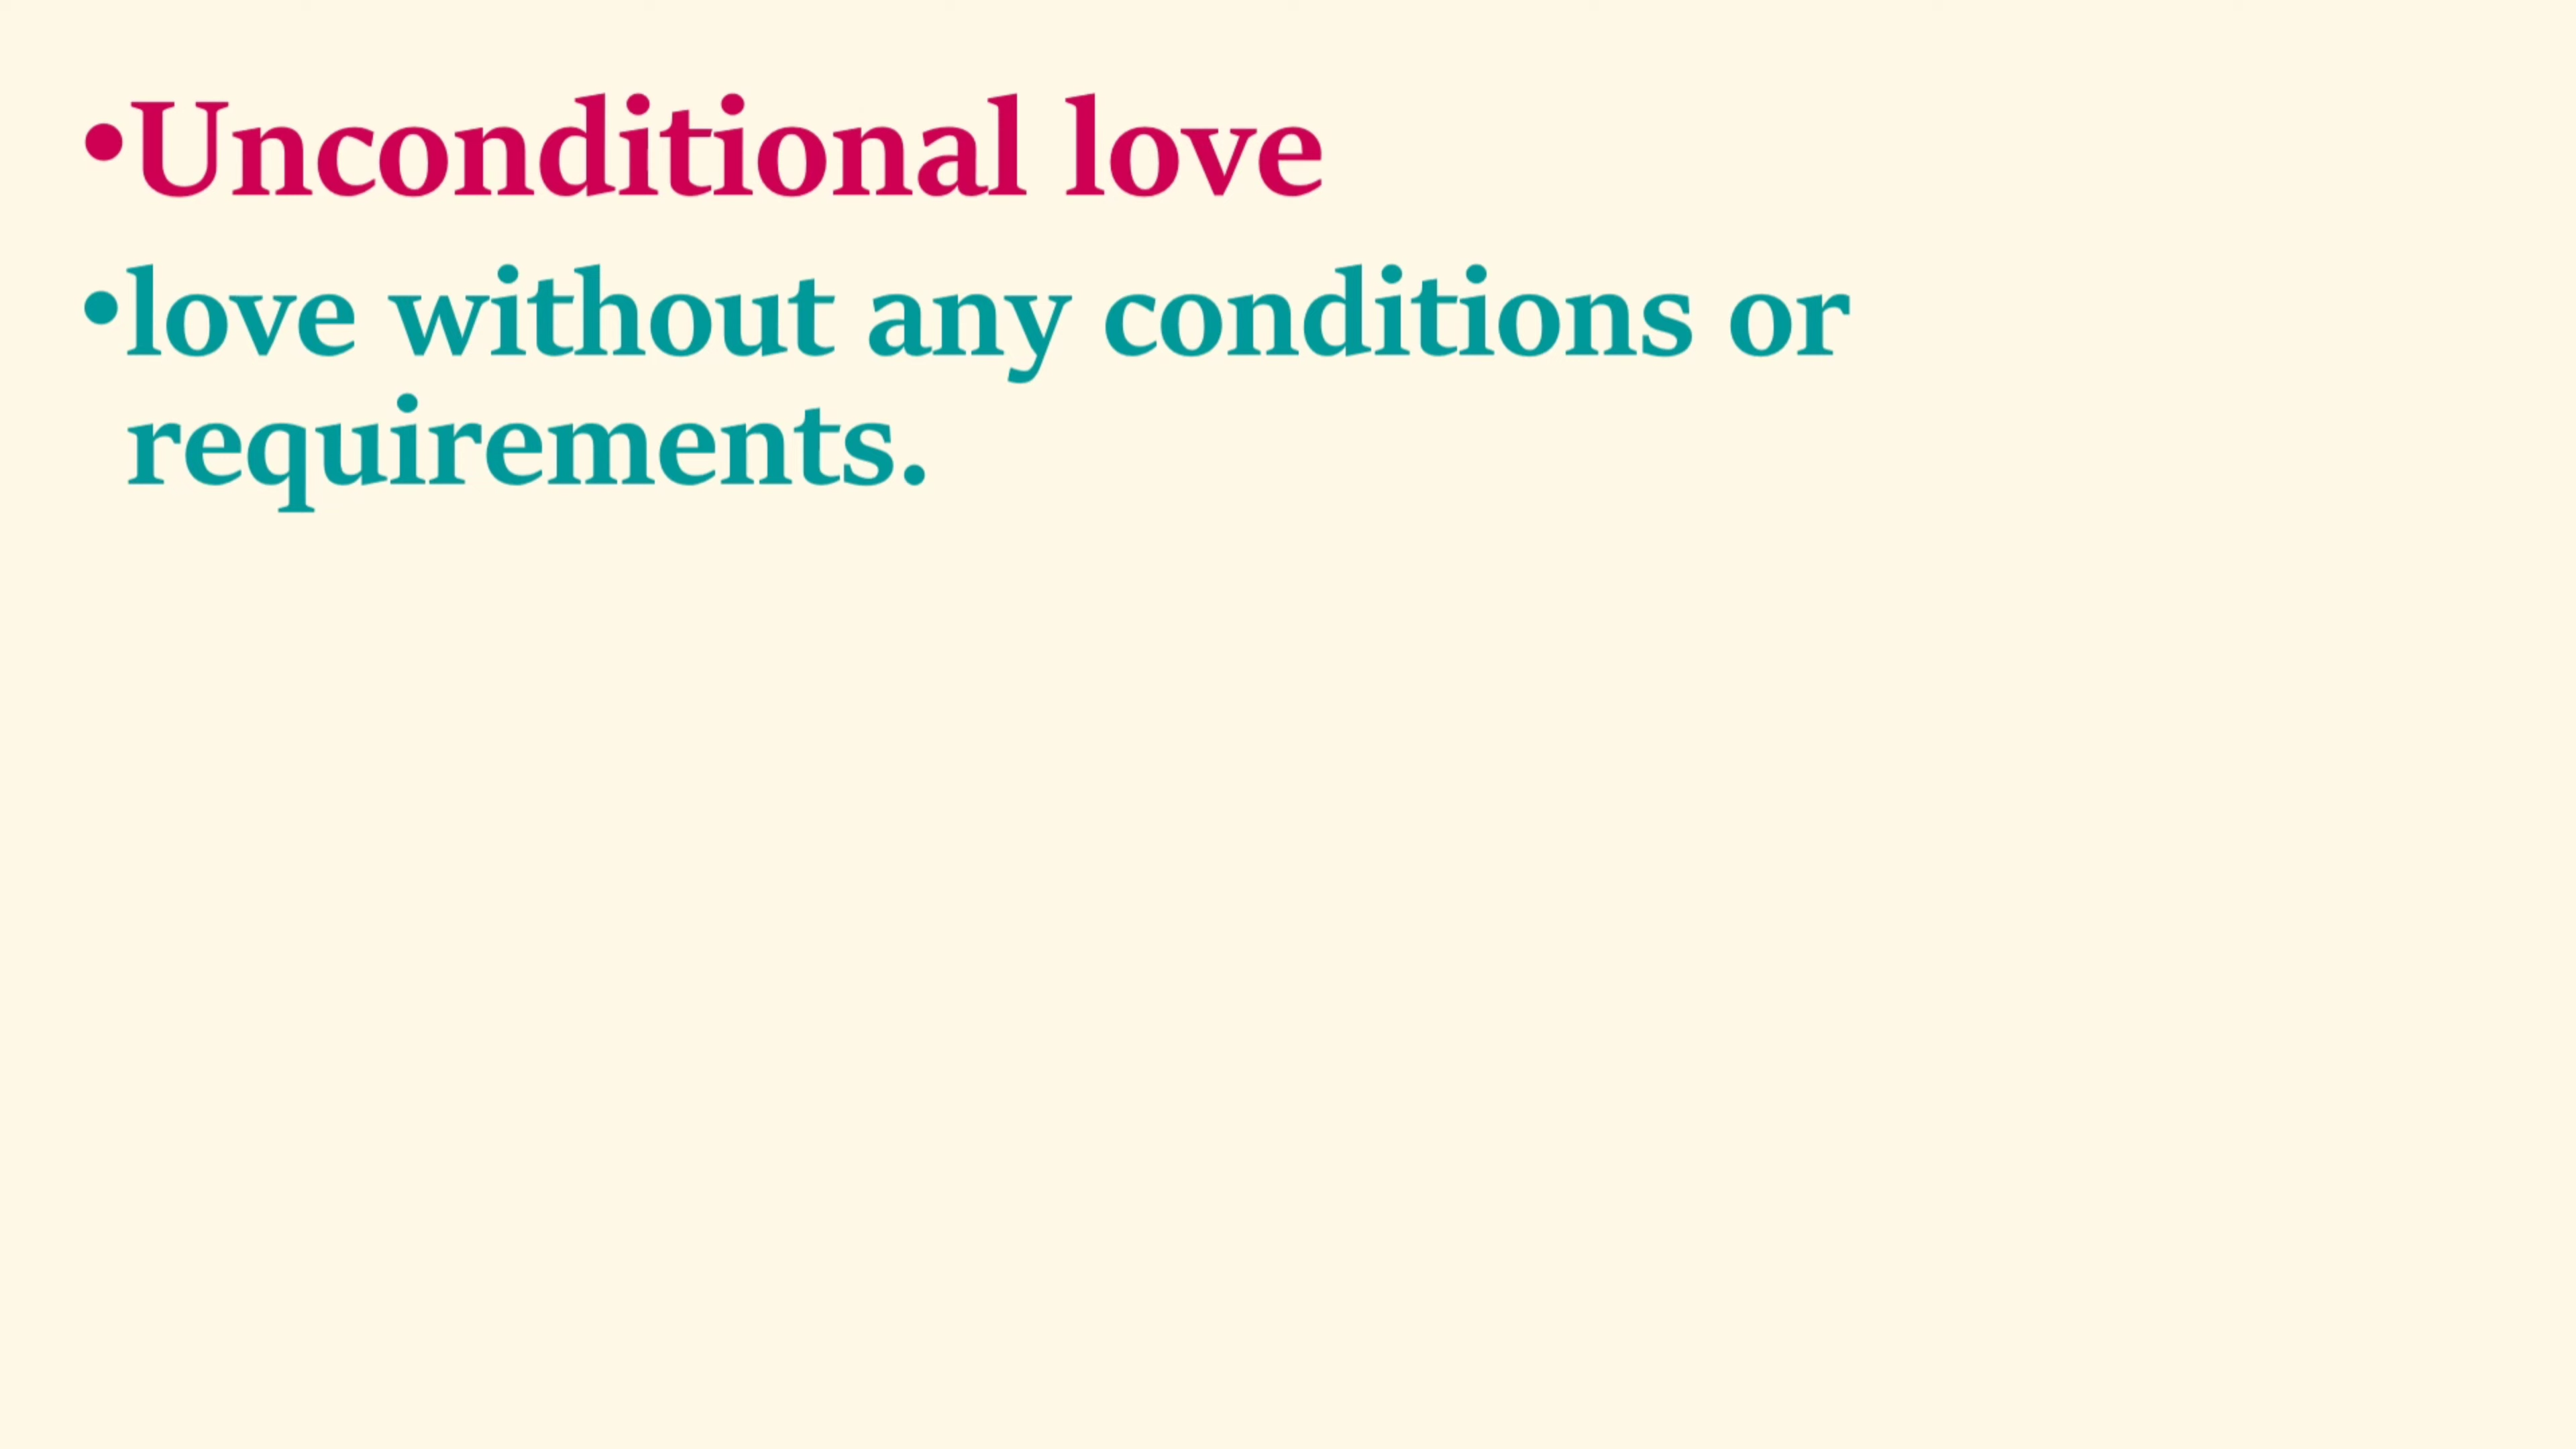 •Unconditional love
•love without any conditions or
requirements.